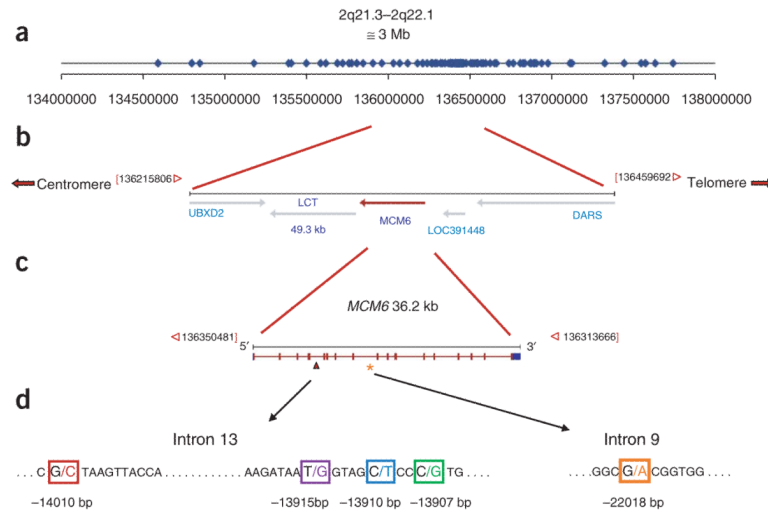 a
2q21.3–2q22.1
≅ 3 Mb
134000000 134500000 135000000 135500000 136000000 136500000 137000000 137500000 138000000
b
Centromere [136215806 [136459692 Telomere
UBXD2 LCT MCM6 LOC391448 DARS
49.3 kb
c
MCM6 36.2 kb
136350481] 5′ 3′ 136313666]
*
d
Intron 13 Intron 9
... C G/C TAAGTTACCA ........... AAGATAA T/G GTAG C/T CC C/G TG .... ....GGC G/A CGGTGG ....
–14010 bp –13915bp –13910 bp –13907 bp –22018 bp